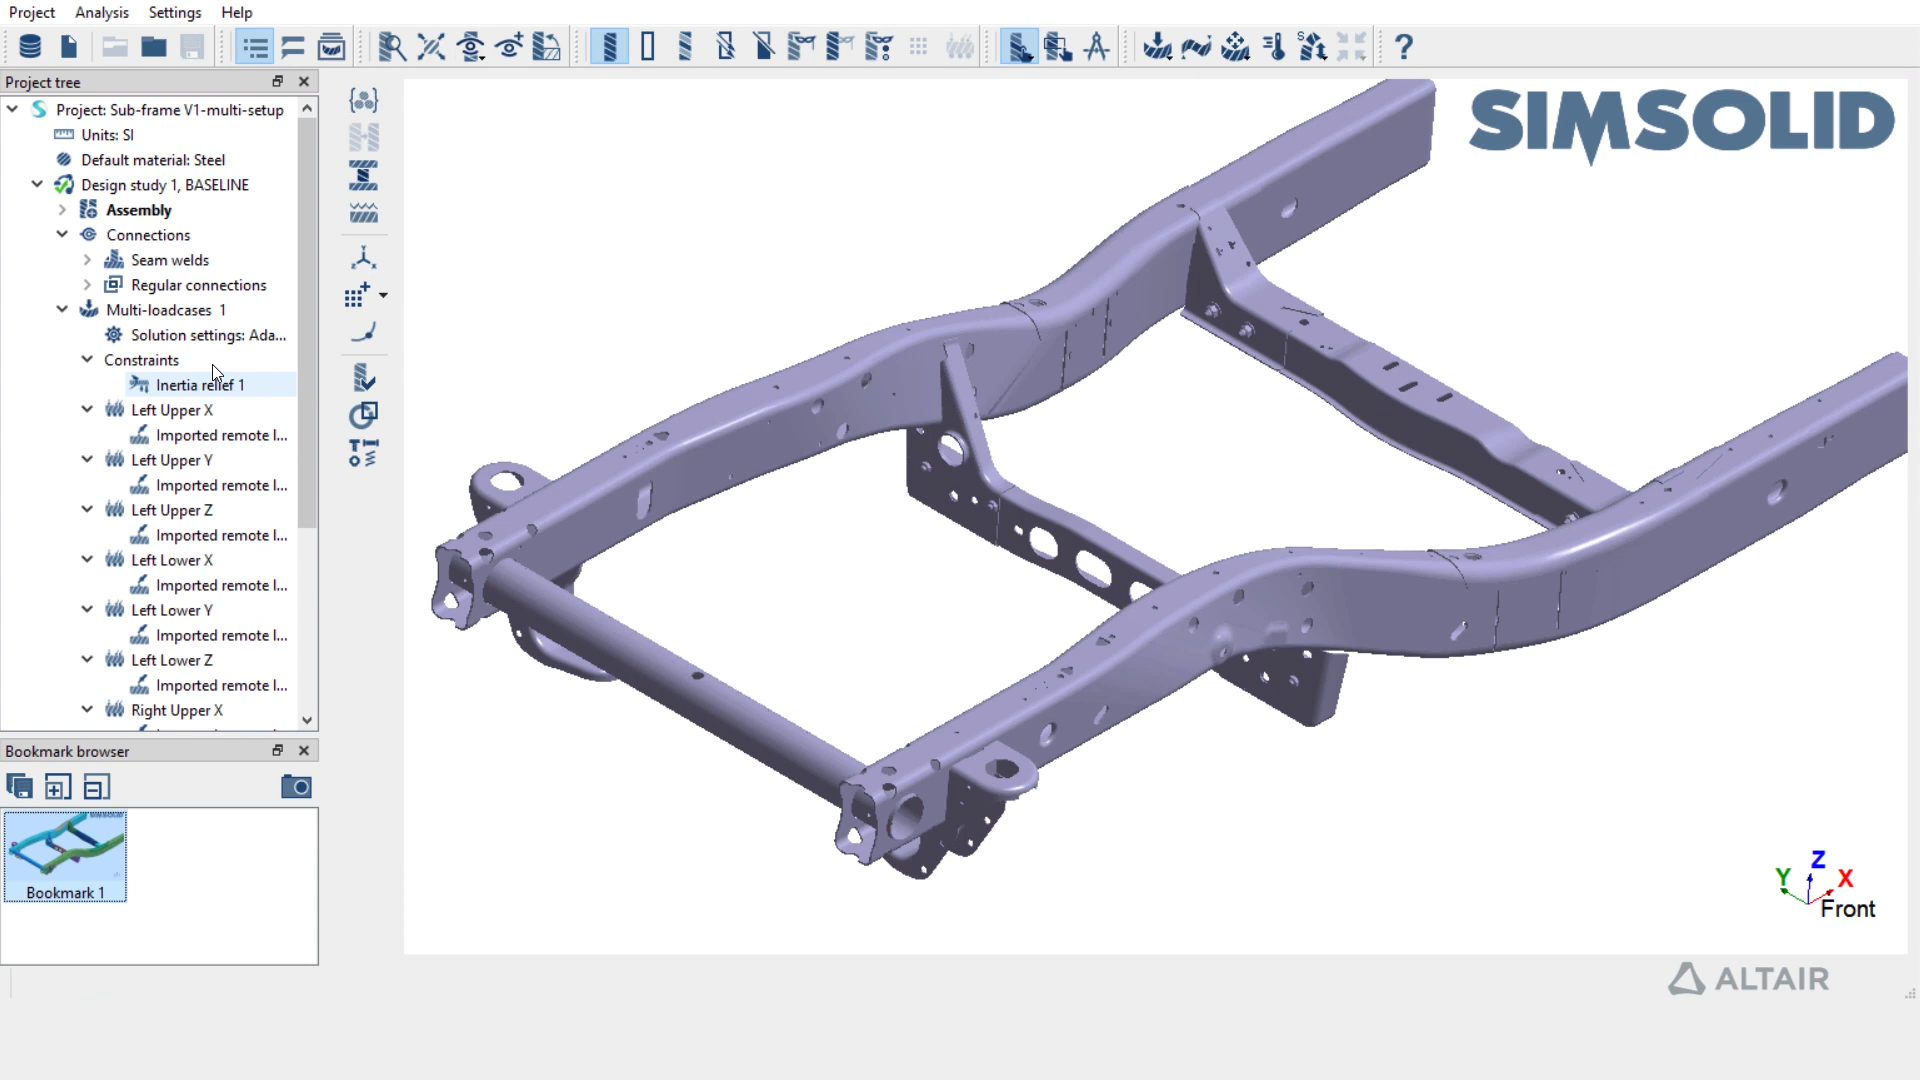 Project Analysis Settings Help
Project tree
Project: Sub-frame V1-multi-setup
Units: SI
Default material: Steel
Design study 1, BASELINE
Assembly
Connections
Seam welds
Regular connections
Multi-loadcases 1
Solution settings: Ada...
Constraints
Inertia relief 1
Left Upper X
Imported remote l...
Left Upper Y
Imported remote l...
Left Upper Z
Imported remote l...
Left Lower X
Imported remote l...
Left Lower Y
Imported remote l...
Left Lower Z
Imported remote l...
Right Upper X
Bookmark browser
Bookmark 1
SIMSOLID
Z
Y X
Front
ALTAIR